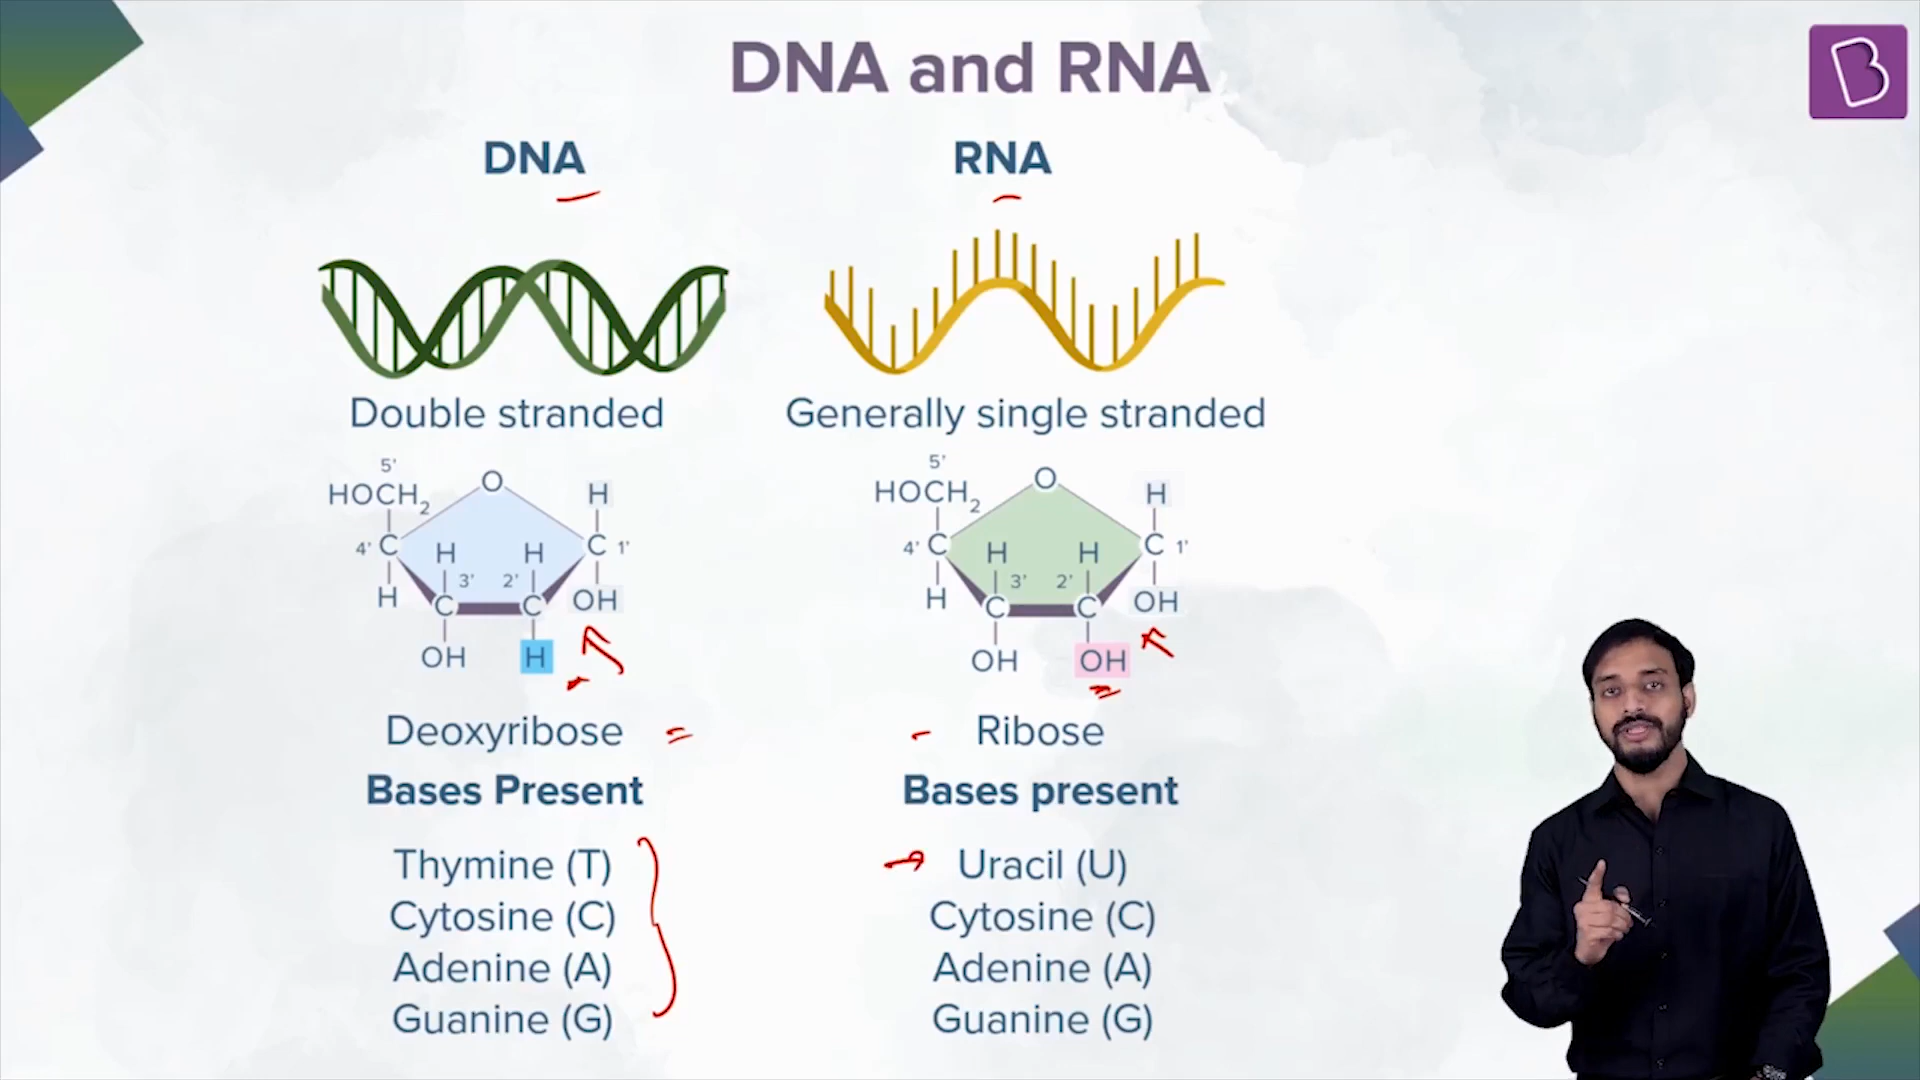 DNA and RNA
B
DNA
RNA
Double stranded
Generally single stranded
5'
HOCH2
O
H
4' C
H
H
C 1'
3'
2'
H
C
C
OH
OH
H
5'
HOCH2
O
H
4' C
H
H
C 1'
3'
2'
H
C
C
OH
OH
OH
Deoxyribose
Ribose
Bases Present
Bases present
Thymine (T)
Cytosine (C)
Adenine (A)
Guanine (G)
Uracil (U)
Cytosine (C)
Adenine (A)
Guanine (G)